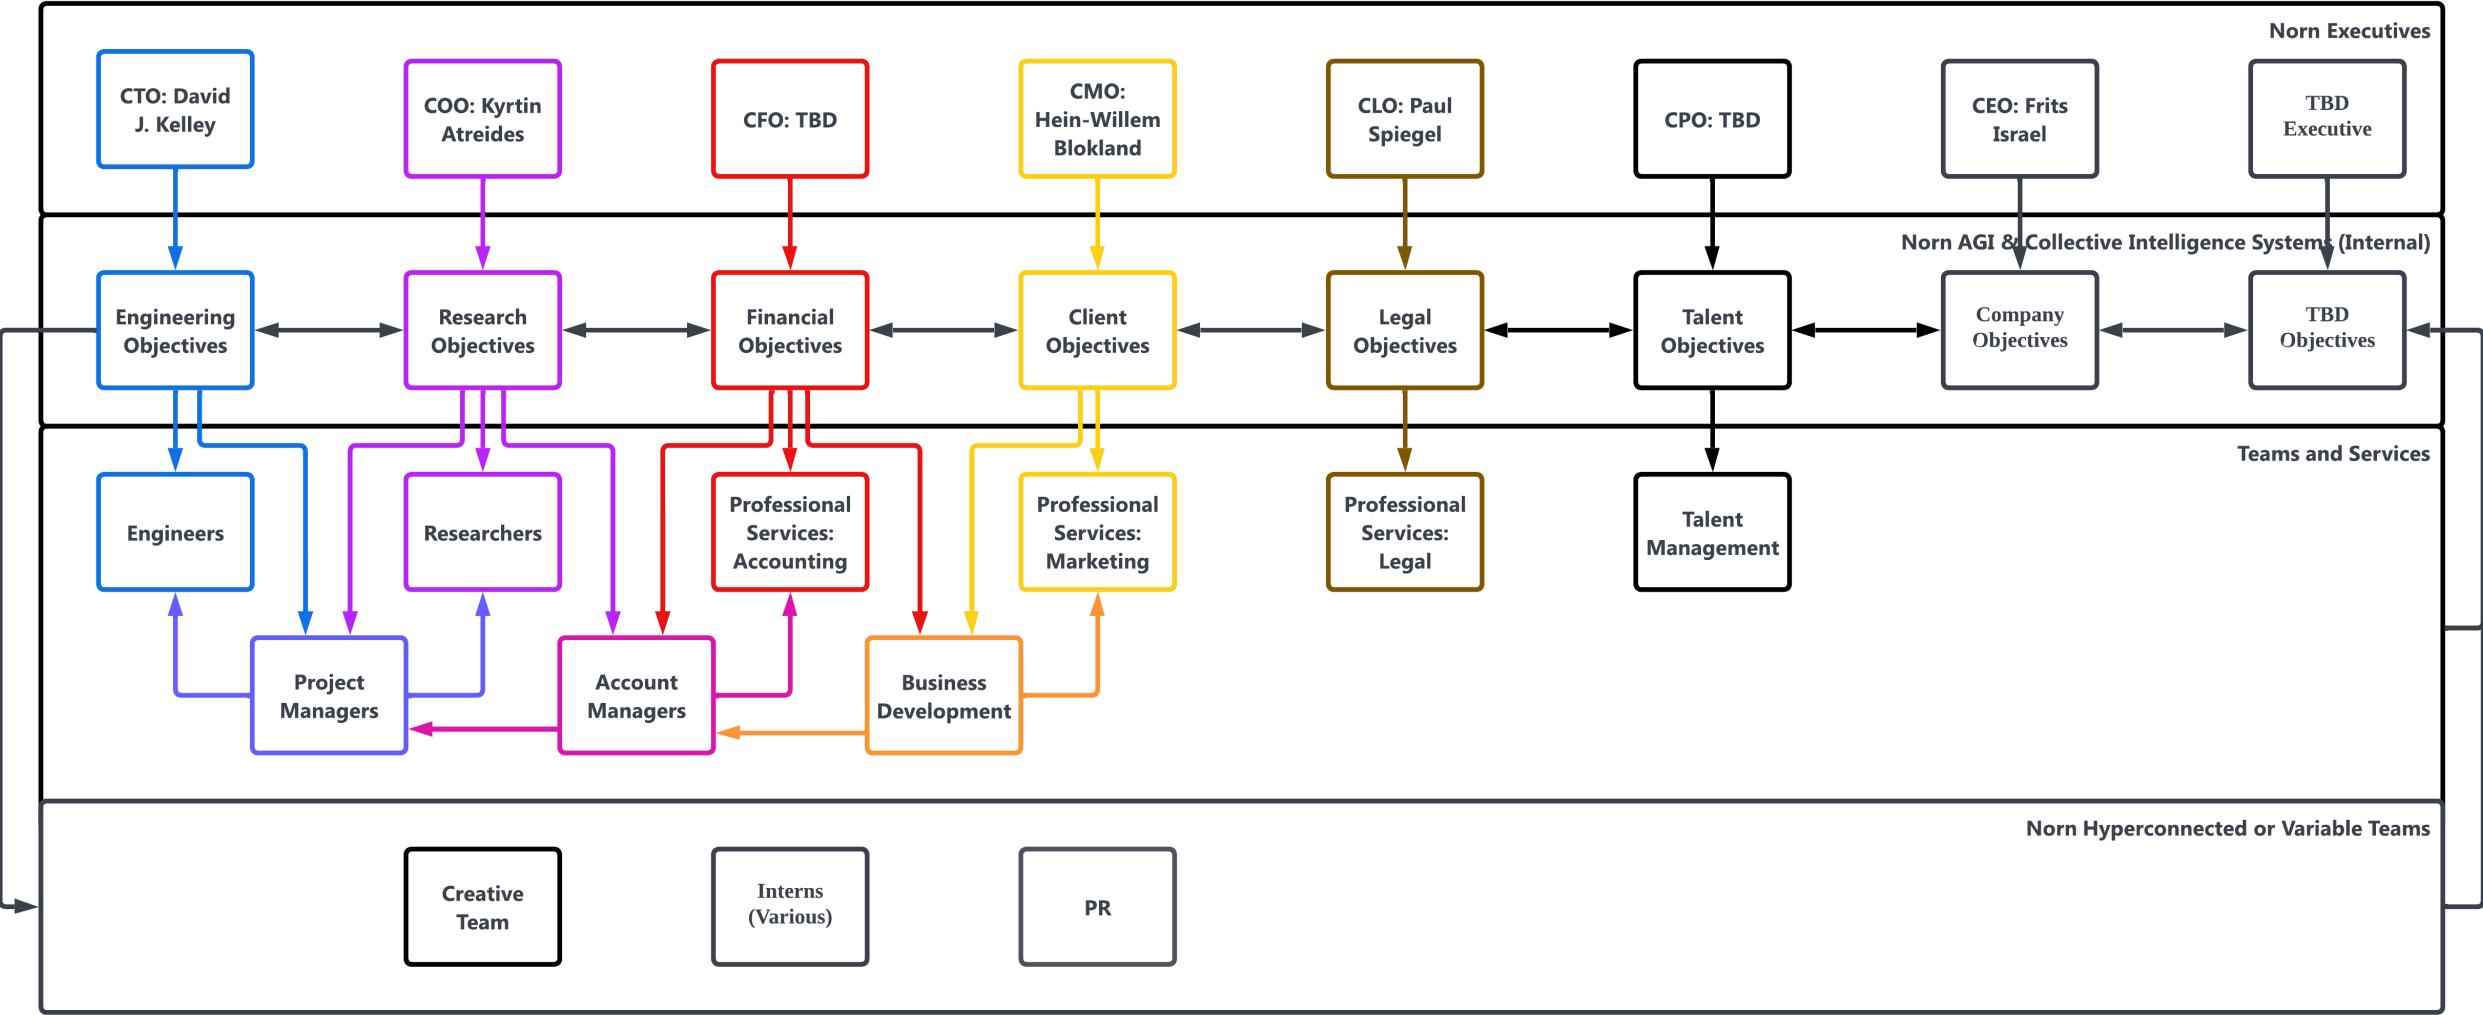 Norn Executives
CTO: David
J. Kelley
COO: Kyrtin
Atreides
CFO: TBD
CMO:
Hein-Willem
Blokland
CLO: Paul
Spiegel
CPO: TBD
CEO: Frits
Israel
TBD
Executive
Norn AGI & Collective Intelligence Systems (Internal)
Engineering
Objectives
Research
Objectives
Financial
Objectives
Client
Objectives
Legal
Objectives
Talent
Objectives
Company
Objectives
TBD
Objectives
Teams and Services
Engineers
Researchers
Professional
Services:
Accounting
Professional
Services:
Marketing
Professional
Services:
Legal
Talent
Management
Project
Managers
Account
Managers
Business
Development
Norn Hyperconnected or Variable Teams
Creative
Team
Interns
(Various)
PR